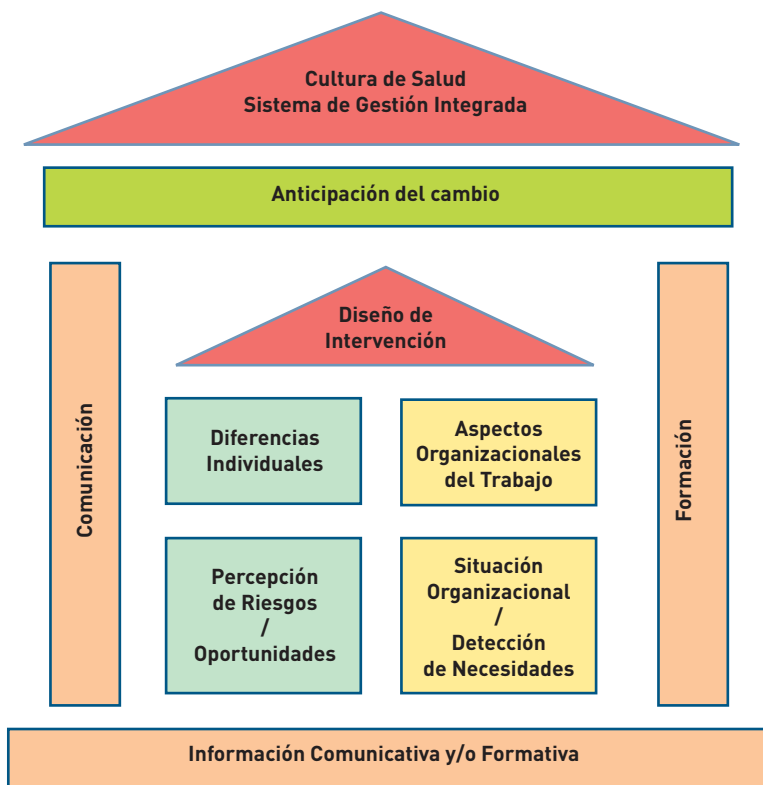 Cultura de Salud
Sistema de Gestión Integrada
Anticipación del cambio
Comunicación
Diseño de
Intervención
Diferencias
Individuales
Aspectos
Organizacionales
del Trabajo
Percepción
de Riesgos
/
Oportunidades
Situación
Organizacional
/
Detección
de Necesidades
Formación
Información Comunicativa y/o Formativa